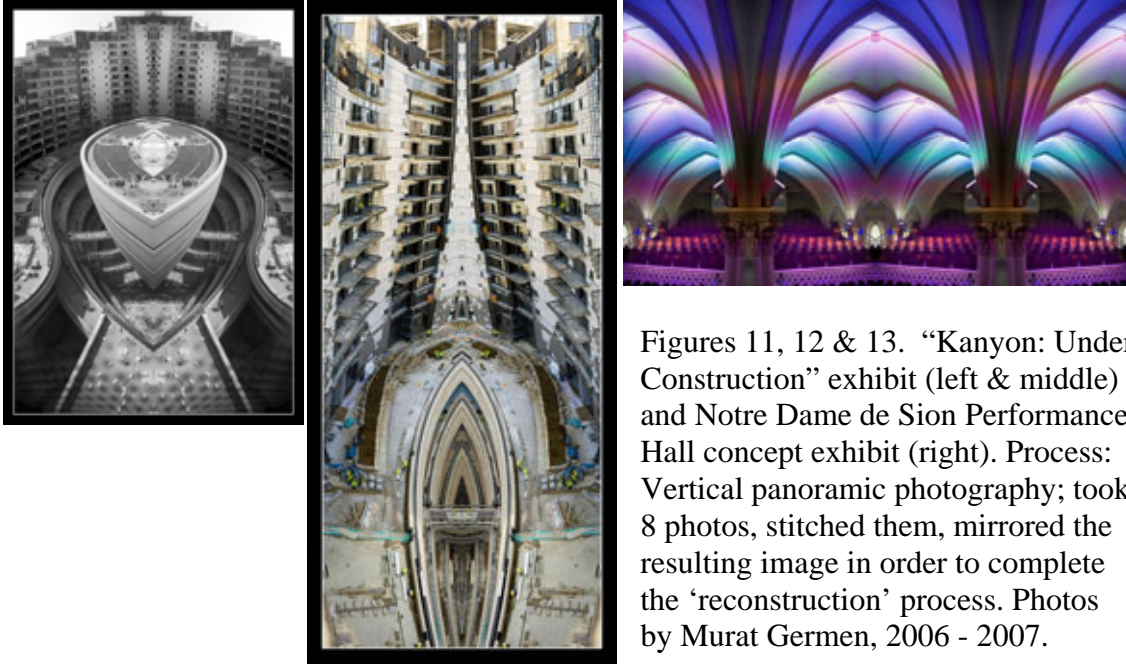 Figures 11, 12 & 13.  “Kanyon: Under
Construction” exhibit (left & middle)
and Notre Dame de Sion Performance
Hall concept exhibit (right). Process:
Vertical panoramic photography; took
8 photos, stitched them, mirrored the
resulting image in order to complete
the ‘reconstruction’ process. Photos
by Murat Germen, 2006 - 2007.